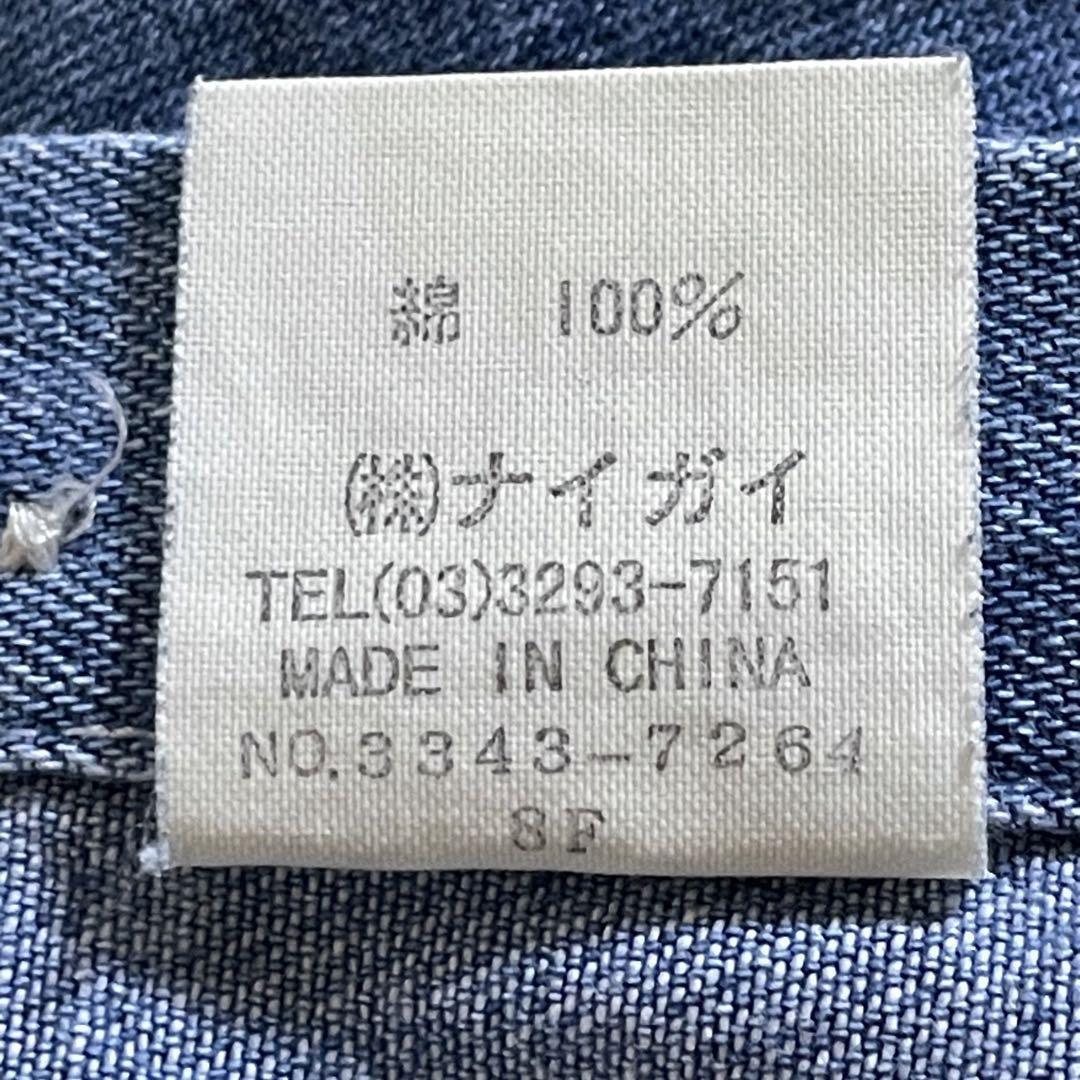 綿 100%
(株)ナイガイ
TEL(03)3293-7151
MADE IN CHINA
NO.3343-7264
8F